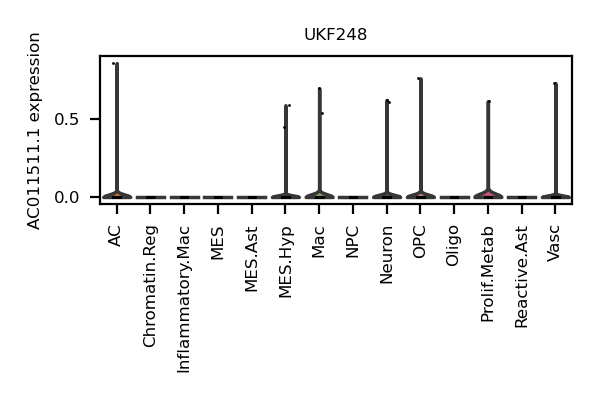 UKF248
AC011511.1 expression
0.5
0.0
AC
Chromatin.Reg
Inflammatory.Mac
MES
MES.Ast
MES.Hyp
Mac
NPC
Neuron
OPC
Oligo
Prolif.Metab
Reactive.Ast
Vasc